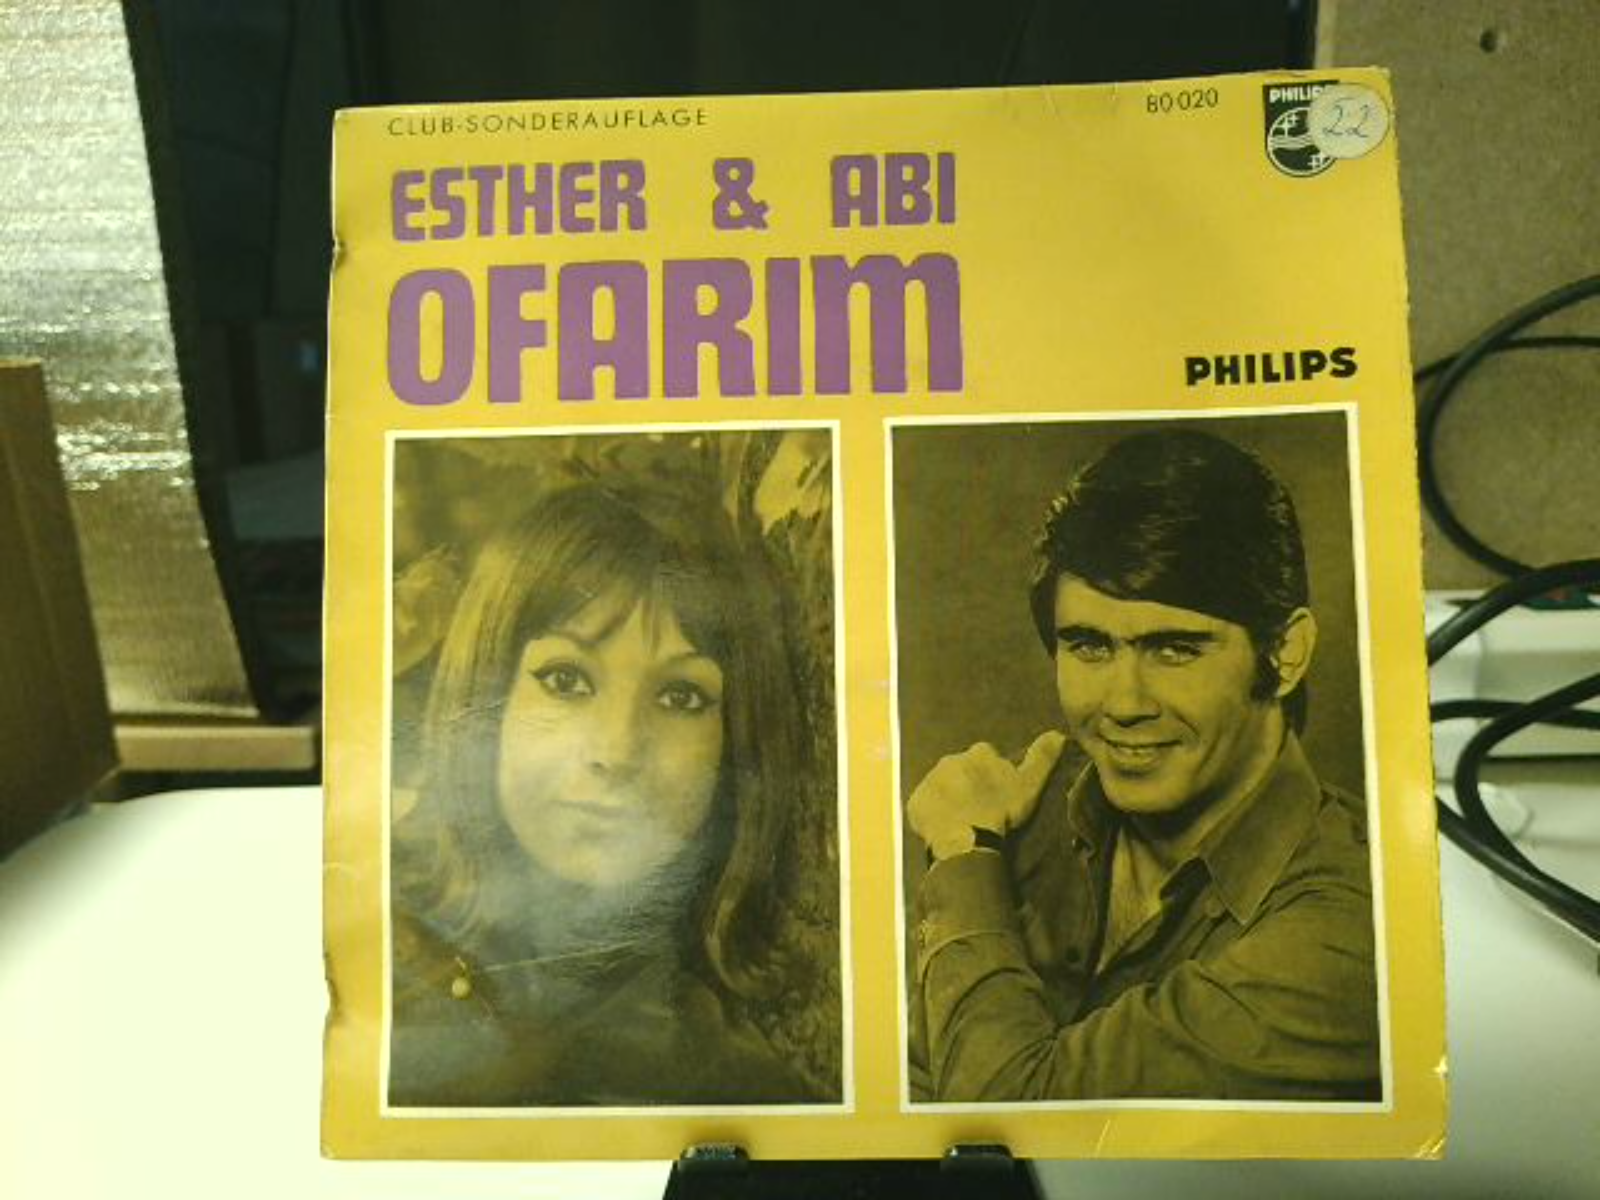 CLUB-SONDERAUFLAGE
80 020
PHILIPS
22
ESTHER & ABI
OFARIM
PHILIPS